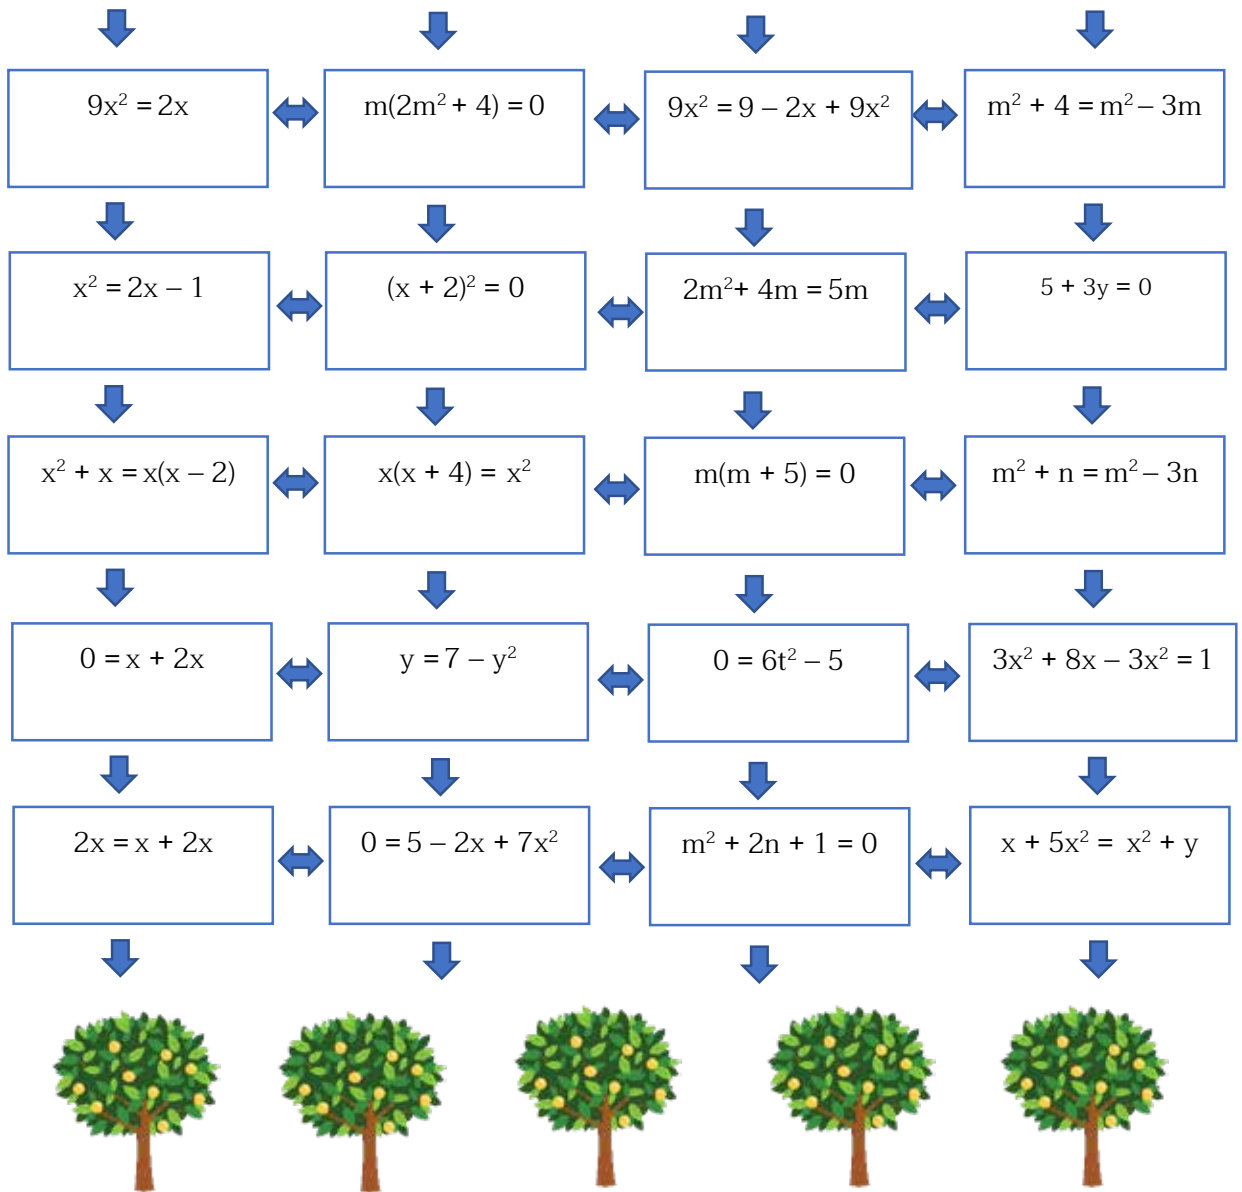 9x² = 2x
m(2m² + 4) = 0
9x² = 9 – 2x + 9x²
m² + 4 = m² – 3m
x² = 2x – 1
(x + 2)² = 0
2m²+ 4m = 5m
5 + 3y = 0
x² + x = x(x – 2)
x(x + 4) = x²
m(m + 5) = 0
m² + n = m² – 3n
0 = x + 2x
y = 7 – y²
0 = 6t² – 5
3x² + 8x – 3x² = 1
2x = x + 2x
0 = 5 – 2x + 7x²
m² + 2n + 1 = 0
x + 5x² = x² + y